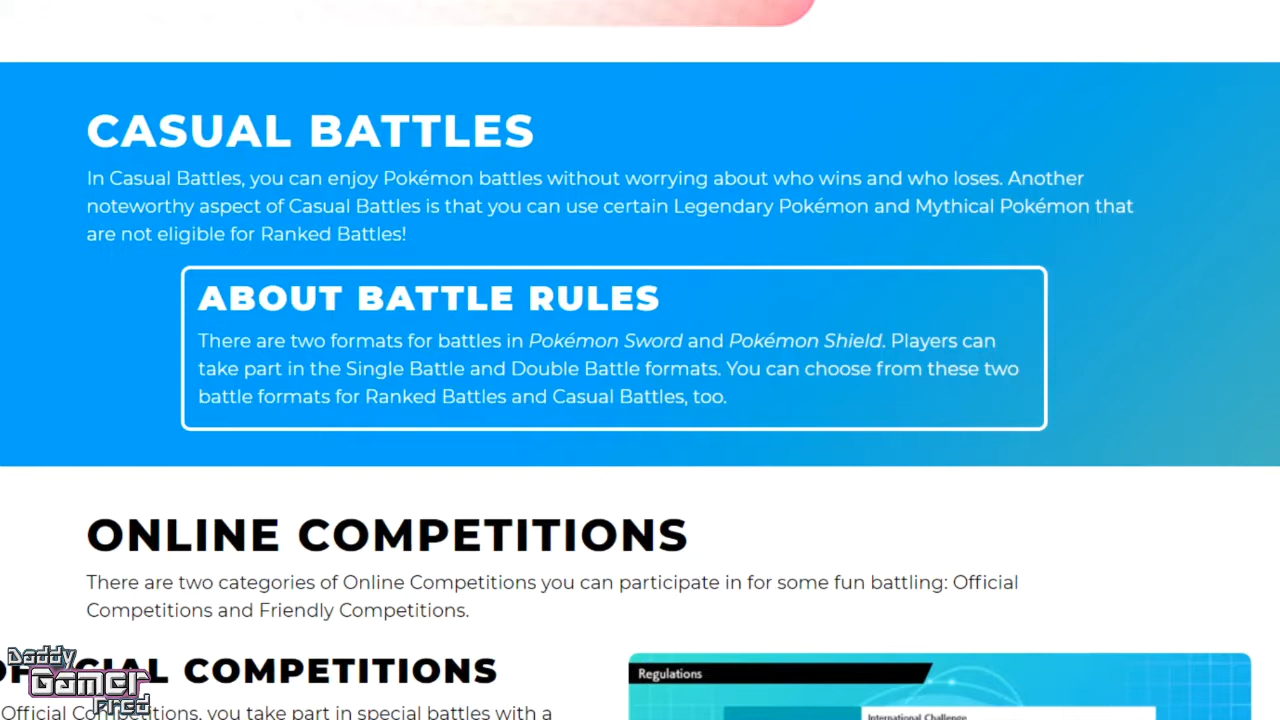 CASUAL BATTLES
In Casual Battles, you can enjoy Pokémon battles without worrying about who wins and who loses. Another
noteworthy aspect of Casual Battles is that you can use certain Legendary Pokémon and Mythical Pokémon that
are not eligible for Ranked Battles!
ABOUT BATTLE RULES
There are two formats for battles in Pokémon Sword and Pokémon Shield. Players can
take part in the Single Battle and Double Battle formats. You can choose from these two
battle formats for Ranked Battles and Casual Battles, too.
ONLINE COMPETITIONS
There are two categories of Online Competitions you can participate in for some fun battling: Official
Competitions and Friendly Competitions.
COMPETITIONS
Official Competitions, you take part in special battles with a
Regulations
International Challenge
Daddy
Gamer
Fred